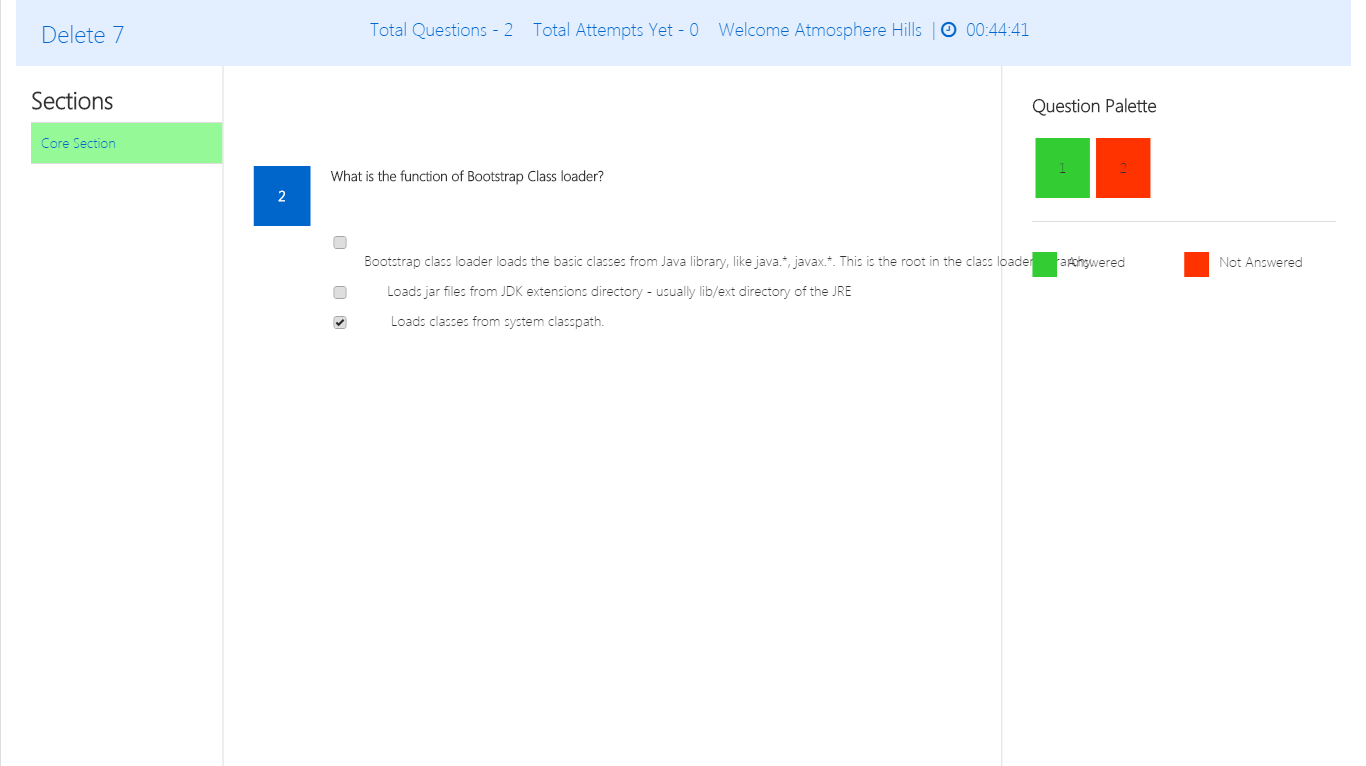 Delete 7
Total Questions - 2 Total Attempts Yet - 0 Welcome Atmosphere Hills | 00:44:41
Sections
Core Section
2
What is the function of Bootstrap Class loader?
Bootstrap class loader loads the basic classes from Java library, like java.*, javax.*. This is the root in the class loader
Loads jar files from JDK extensions directory - usually lib/ext directory of the JRE
Loads classes from system classpath.
Question Palette
1 2
Answered Not Answered